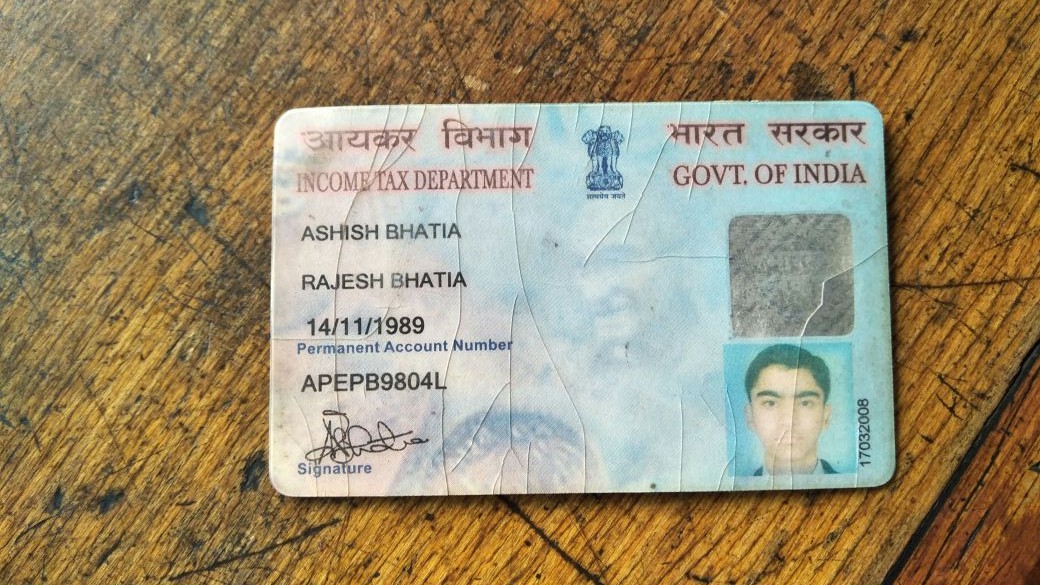 आयकर विभाग
INCOME TAX DEPARTMENT
भारत सरकार
GOVT. OF INDIA
सत्यमेव जयते
ASHISH BHATIA
RAJESH BHATIA
14/11/1989
Permanent Account Number
APEPB9804L
Signature
17032008